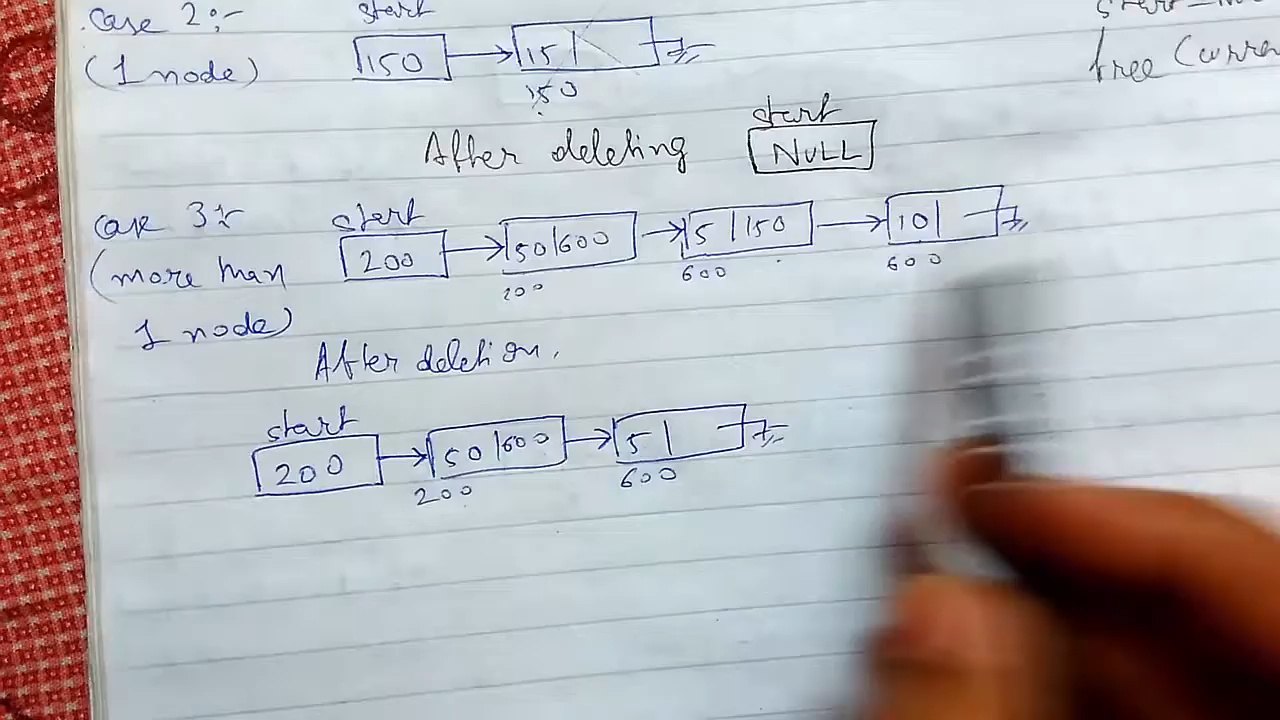 Case 2:-
start
(1 node)
150
15
150
start
free (curre
After deleting
start
NULL
case 3:-
start
(more than
1 node)
200
50|600
5|150
10|
200
600
600
After deletion.
start
200
50|600
5|
200
600